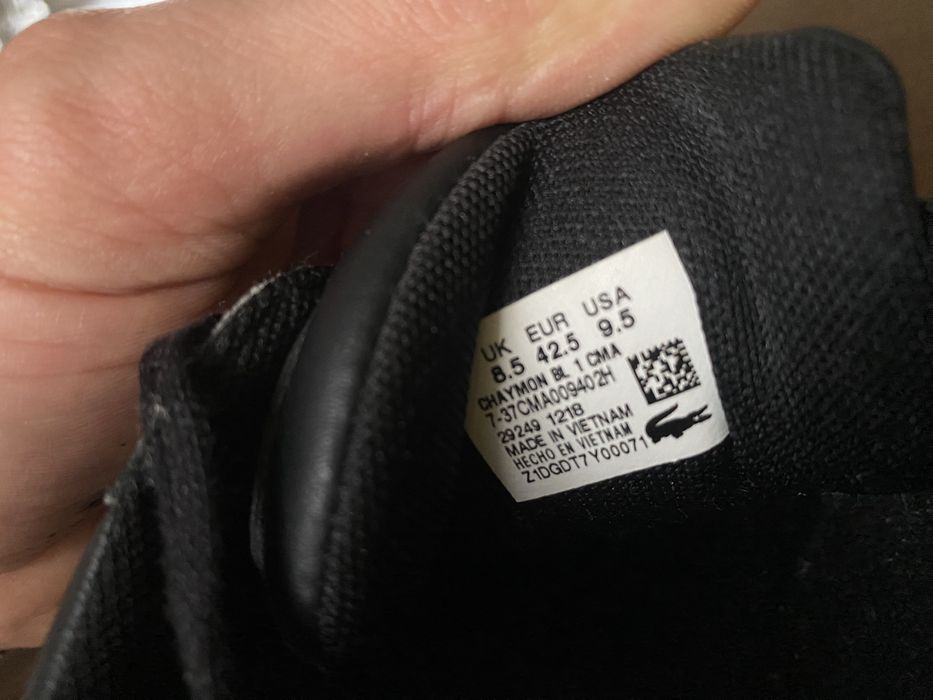 UK EUR USA
8.5 42.5 9.5
CHAYMON BL 1 CMA
7-37CMA009402H
29249 1218
MADE IN VIETNAM
HECHO EN VIETNAM
Z1DGDT7Y00071